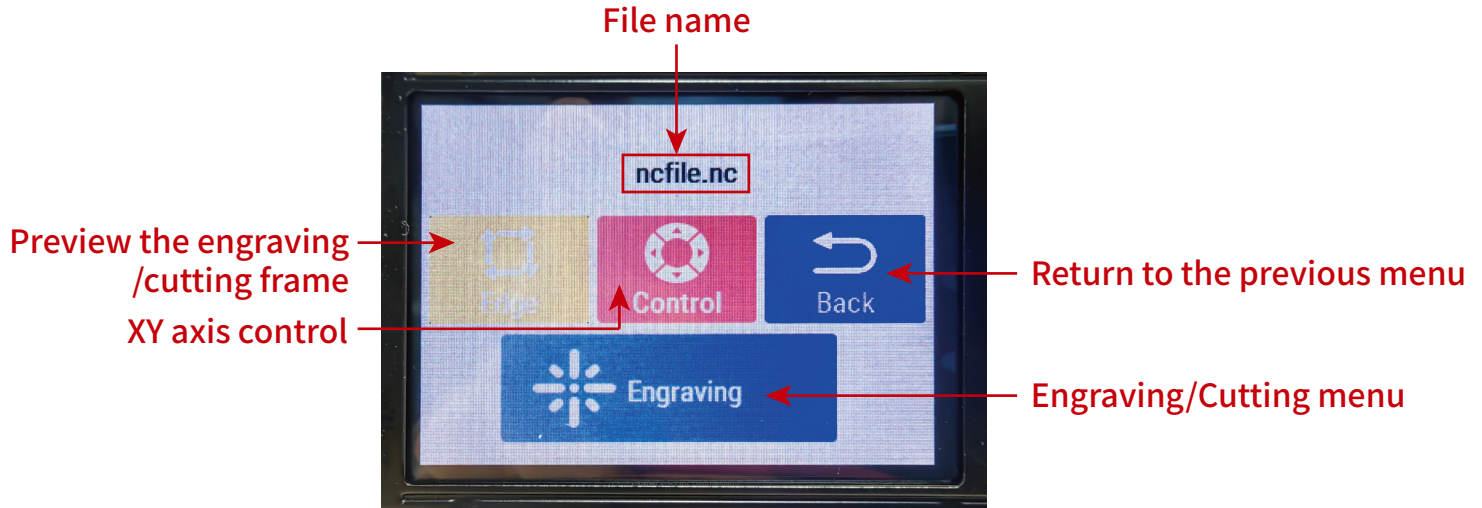 File name
ncfile.nc
Preview the engraving
/cutting frame
Edge
Control
Back
Return to the previous menu
XY axis control
Engraving
Engraving/Cutting menu